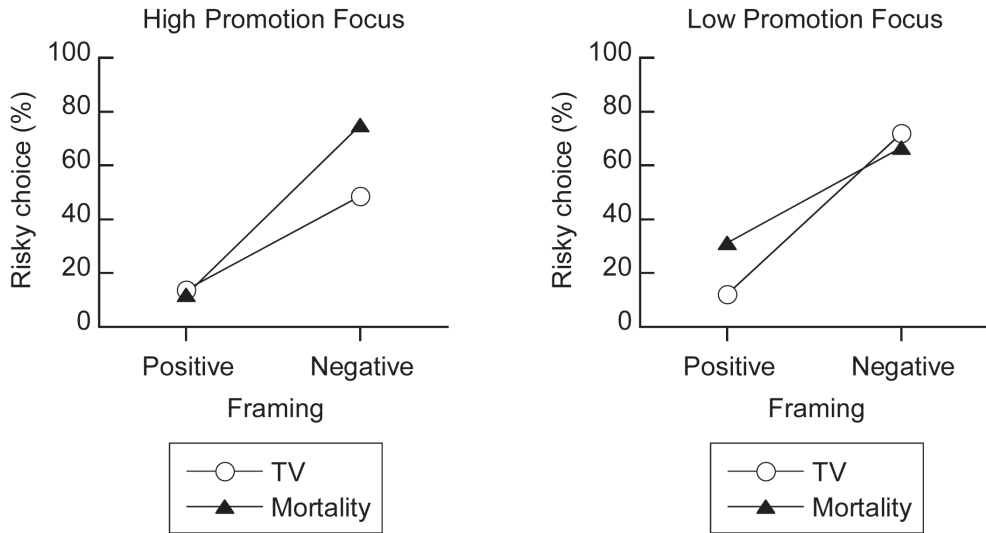 High Promotion Focus
Risky choice (%)
100
80
60
40
20
0
Positive
Negative
Framing
TV
Mortality
Low Promotion Focus
Risky choice (%)
100
80
60
40
20
0
Positive
Negative
Framing
TV
Mortality